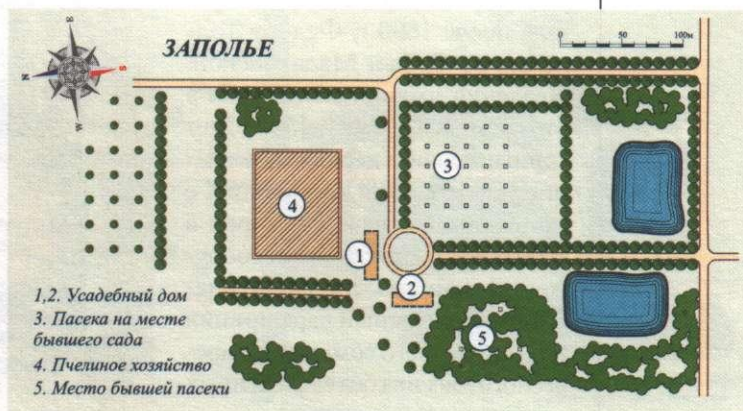 ЗАПОЛЬЕ
0 50 100м
E
N
S
W
3
4
1
2
5
1,2. Усадебный дом
3. Пасека на месте
бывшего сада
4. Пчелиное хозяйство
5. Место бывшей пасеки